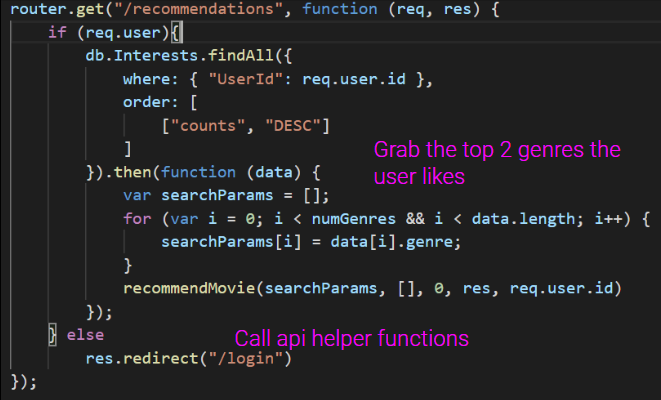 router.get("/recommendations", function (req, res) {
    if (req.user){
        db.Interests.findAll({
            where: { "UserId": req.user.id },
            order: [
                ["counts", "DESC"]
            ]
Grab the top 2 genres the
user likes
        }).then(function (data) {
            var searchParams = [];
            for (var i = 0; i < numGenres && i < data.length; i++) {
                searchParams[i] = data[i].genre;
            }
            recommendMovie(searchParams, [], 0, res, req.user.id)
        });
    } else
Call api helper functions
        res.redirect("/login")
});